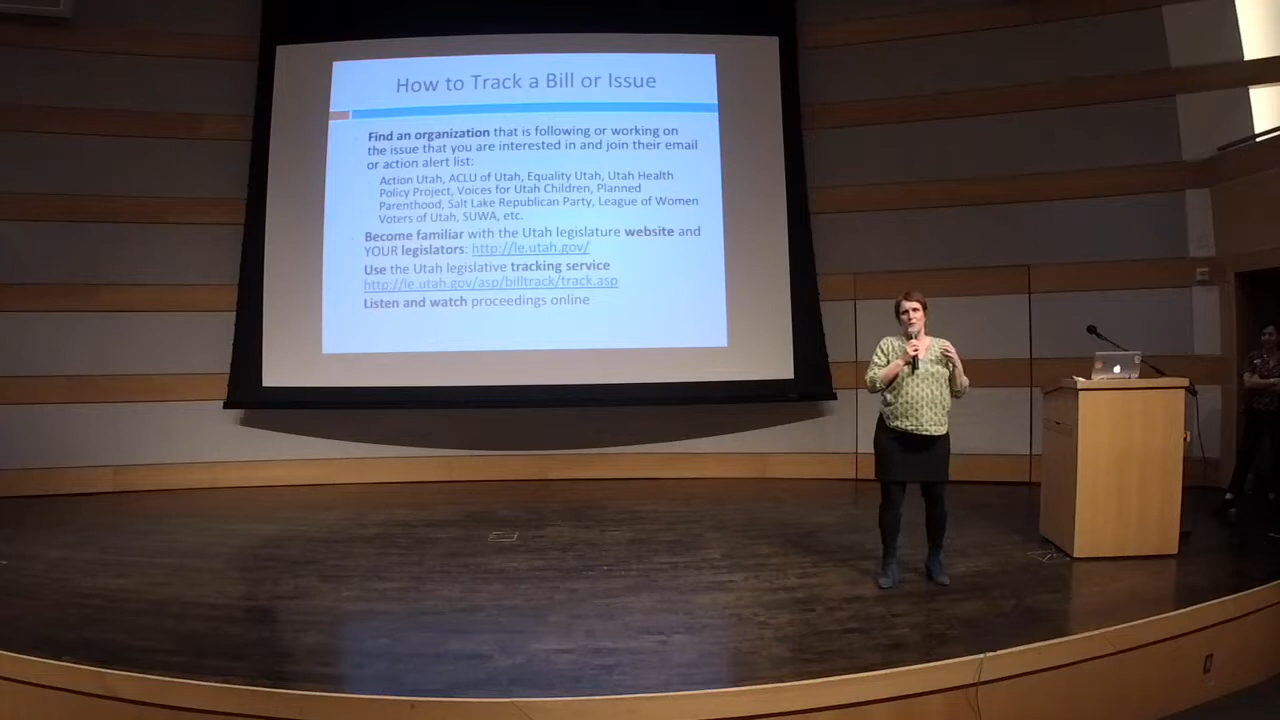 How to Track a Bill or Issue
Find an organization that is following or working on
the issue that you are interested in and join their email
or action alert list:
Action Utah, ACLU of Utah, Equality Utah, Utah Health
Policy Project, Voices for Utah Children, Planned
Parenthood, Salt Lake Republican Party, League of Women
Voters of Utah, SUWA, etc.
Become familiar with the Utah legislature website and
YOUR legislators: http://le.utah.gov/
Use the Utah legislative tracking service
http://le.utah.gov/asp/billtrack/track.asp
Listen and watch proceedings online